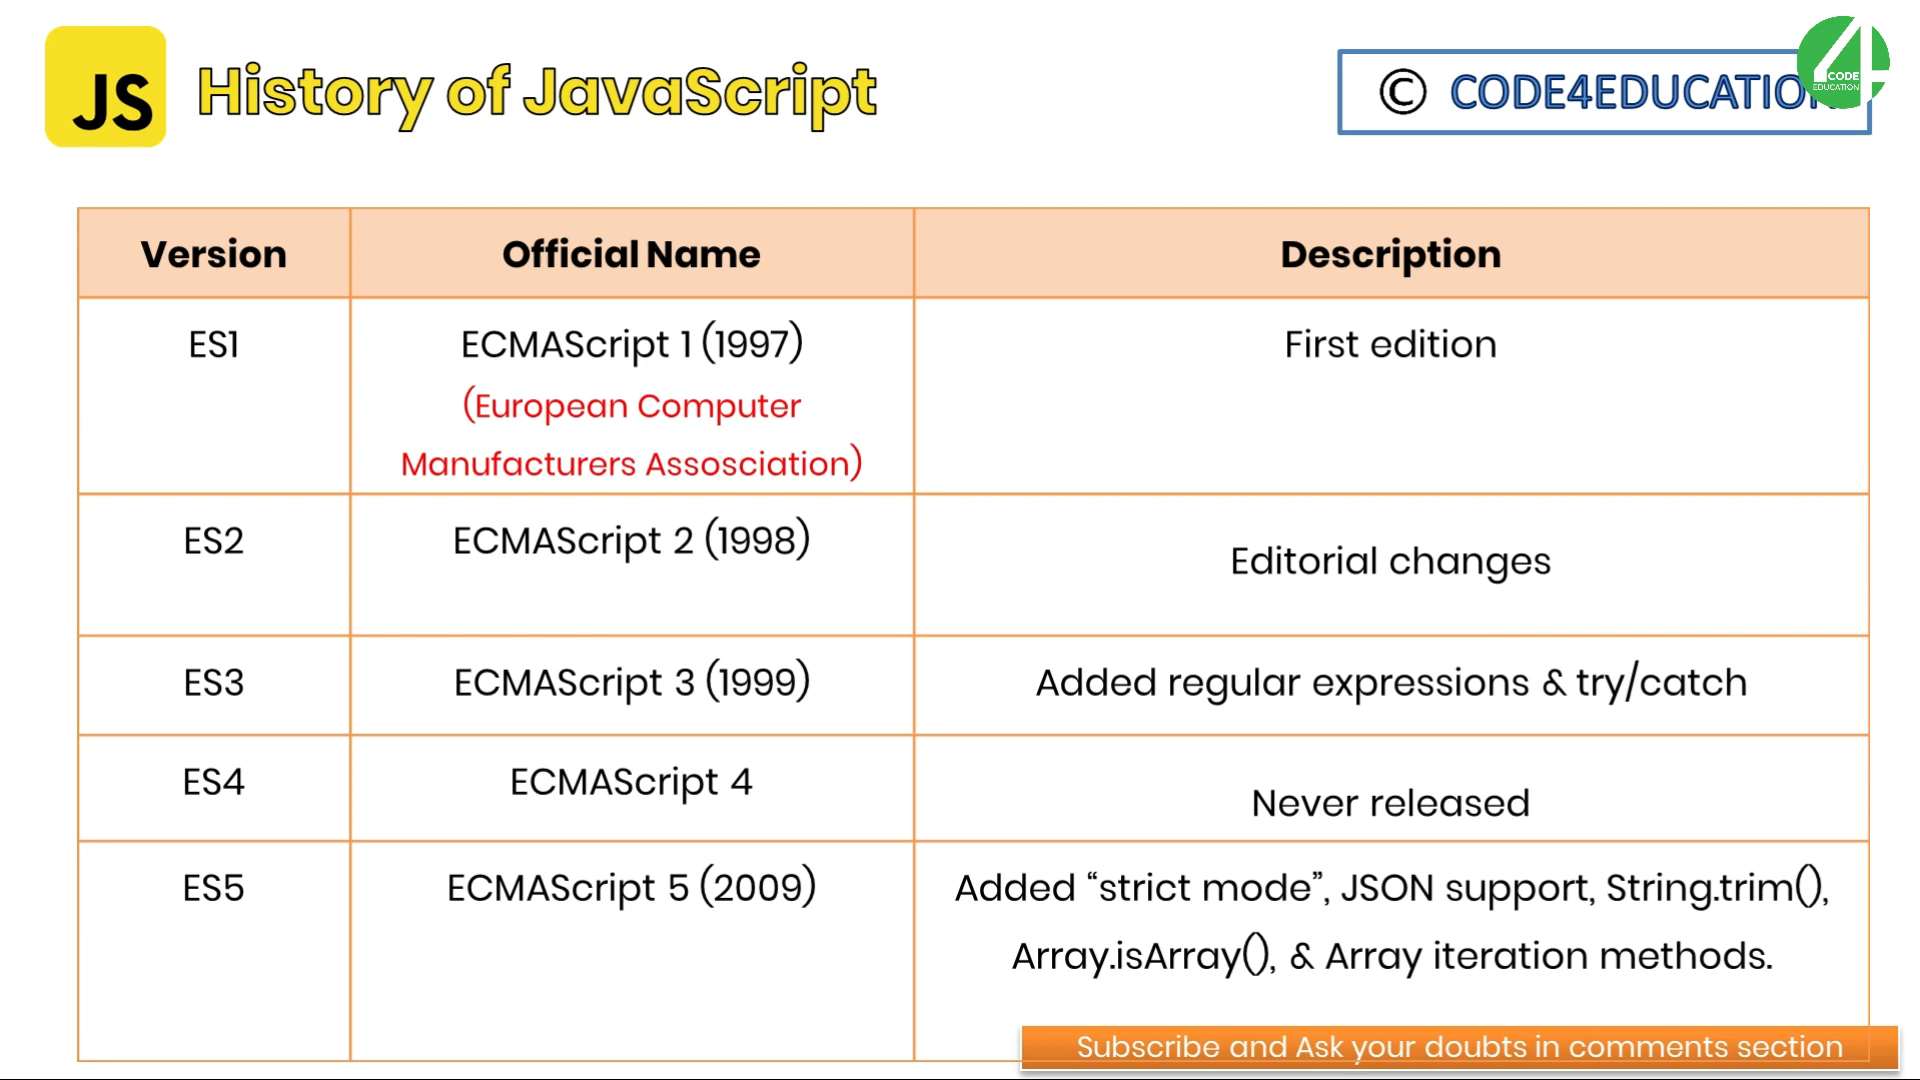 JS
History of JavaScript
© CODE4EDUCATION
4
CODE
EDUCATION
Version Official Name Description
ES1 ECMAScript 1 (1997) First edition
(European Computer
Manufacturers Assosciation)
ES2 ECMAScript 2 (1998) Editorial changes
ES3 ECMAScript 3 (1999) Added regular expressions & try/catch
ES4 ECMAScript 4 Never released
ES5 ECMAScript 5 (2009) Added “strict mode”, JSON support, String.trim(),
Array.isArray(), & Array iteration methods.
Subscribe and Ask your doubts in comments section